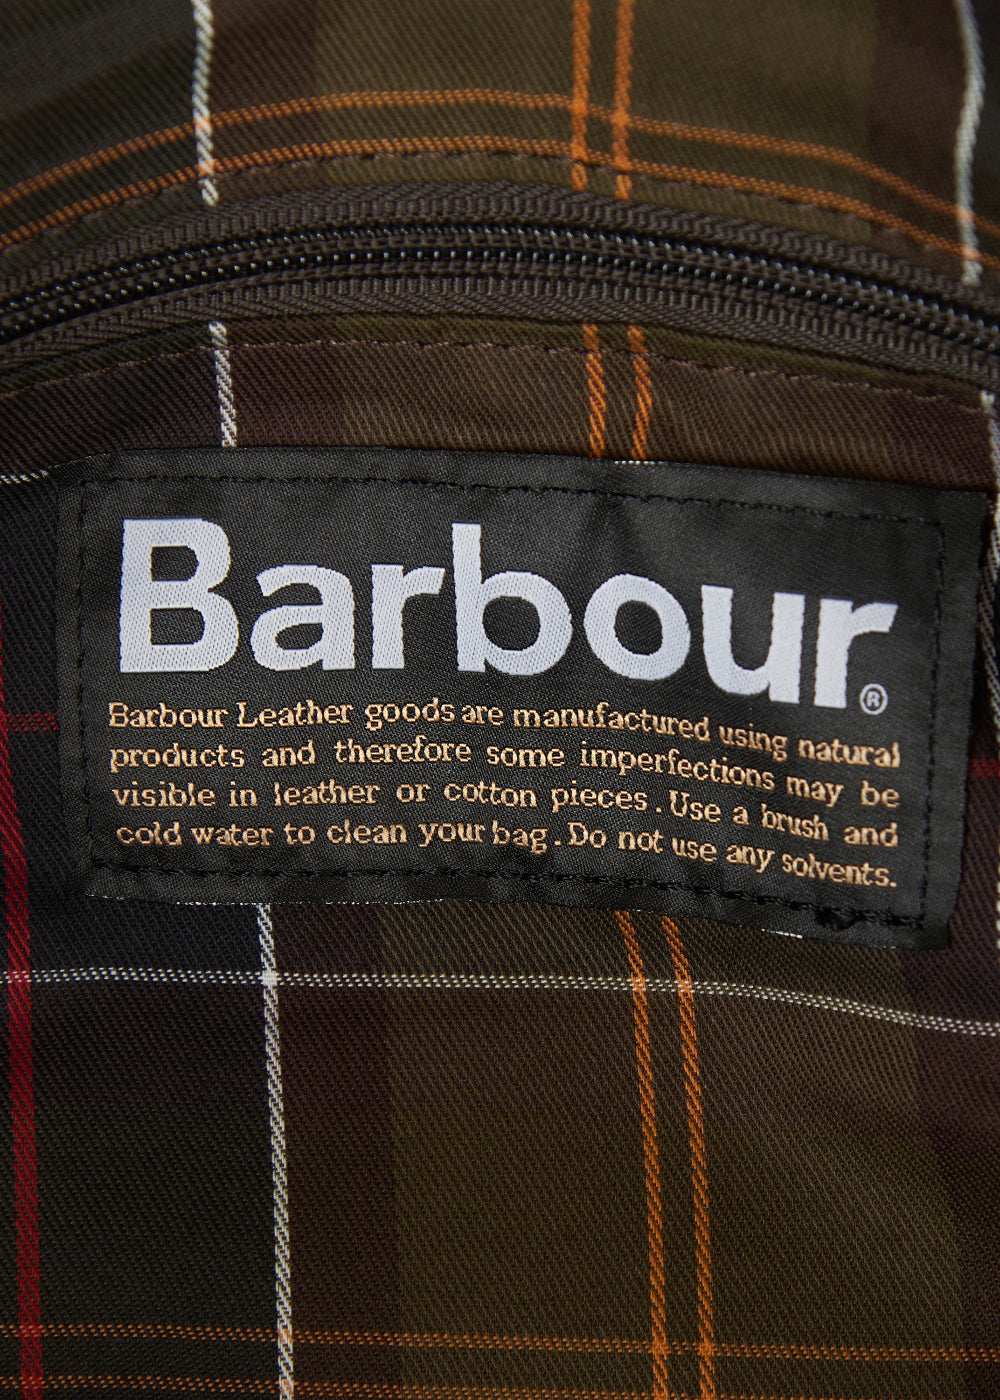 Barbour®
Barbour Leather goods are manufactured using natural
products and therefore some imperfections may be
visible in leather or cotton pieces. Use a brush and
cold water to clean your bag. Do not use any solvents.